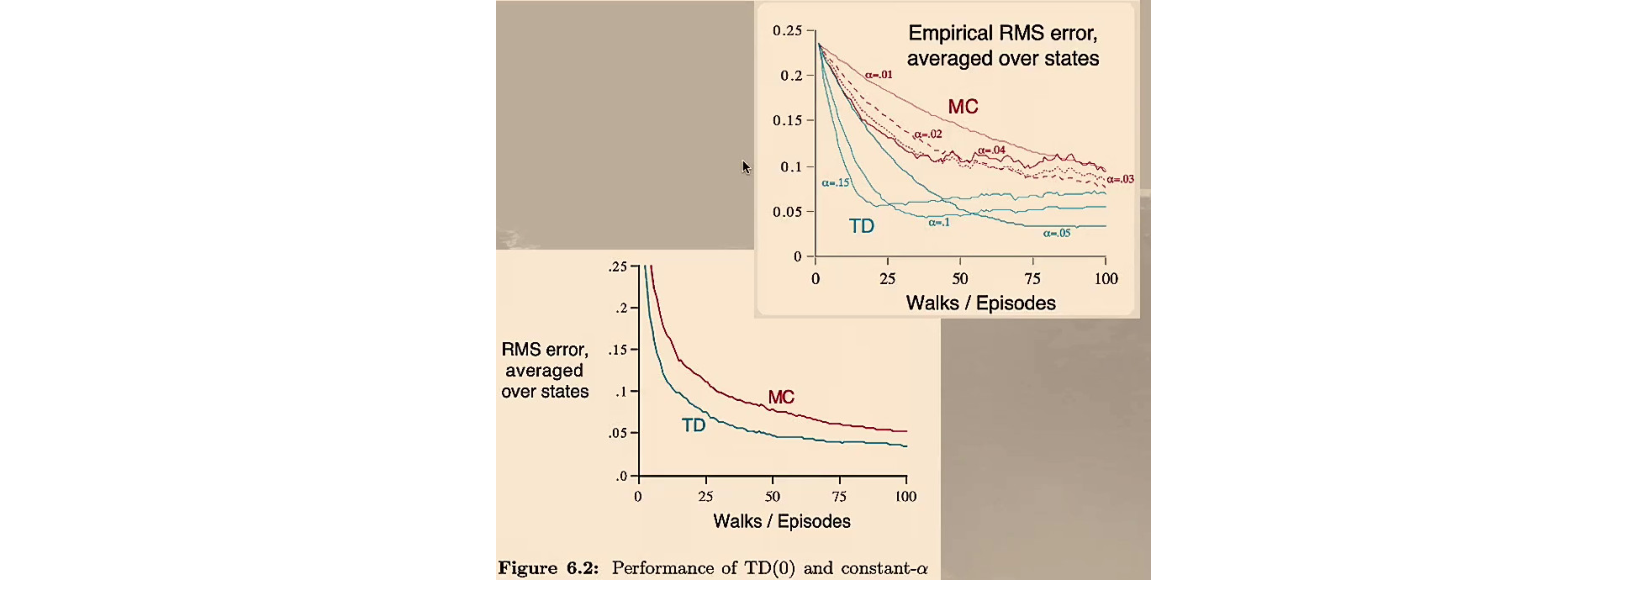 Empirical RMS error,
averaged over states
0.25
0.2
0.15
0.1
0.05
0
α=.01
MC
α=.02
α=.04
α=.03
α=.15
TD
α=.1
α=.05
0 25 50 75 100
Walks / Episodes
.25
.2
.15
.1
.05
.0
RMS error,
averaged
over states
MC
TD
0 25 50 75 100
Walks / Episodes
Figure 6.2: Performance of TD(0) and constant-α